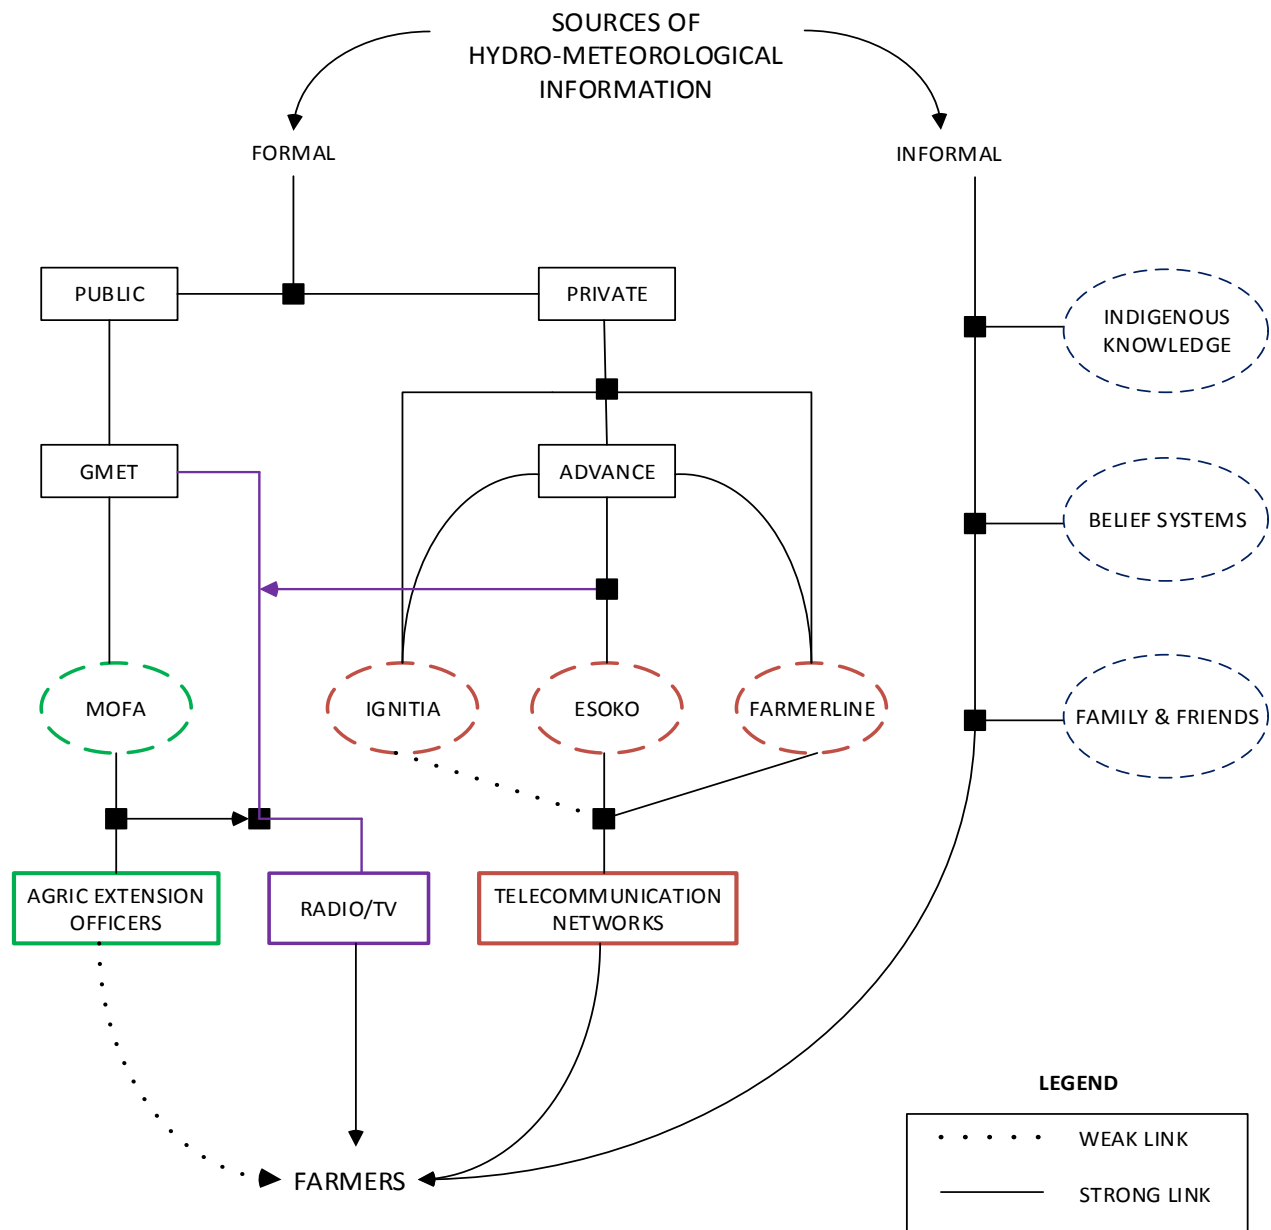 SOURCES OF
HYDRO-METEOROLOGICAL
INFORMATION
FORMAL
INFORMAL
PUBLIC
PRIVATE
INDIGENOUS
KNOWLEDGE
GMET
ADVANCE
BELIEF SYSTEMS
MOFA
IGNITIA
ESOKO
FARMERLINE
FAMILY & FRIENDS
AGRIC EXTENSION
OFFICERS
RADIO/TV
TELECOMMUNICATION
NETWORKS
LEGEND
WEAK LINK
FARMERS
STRONG LINK